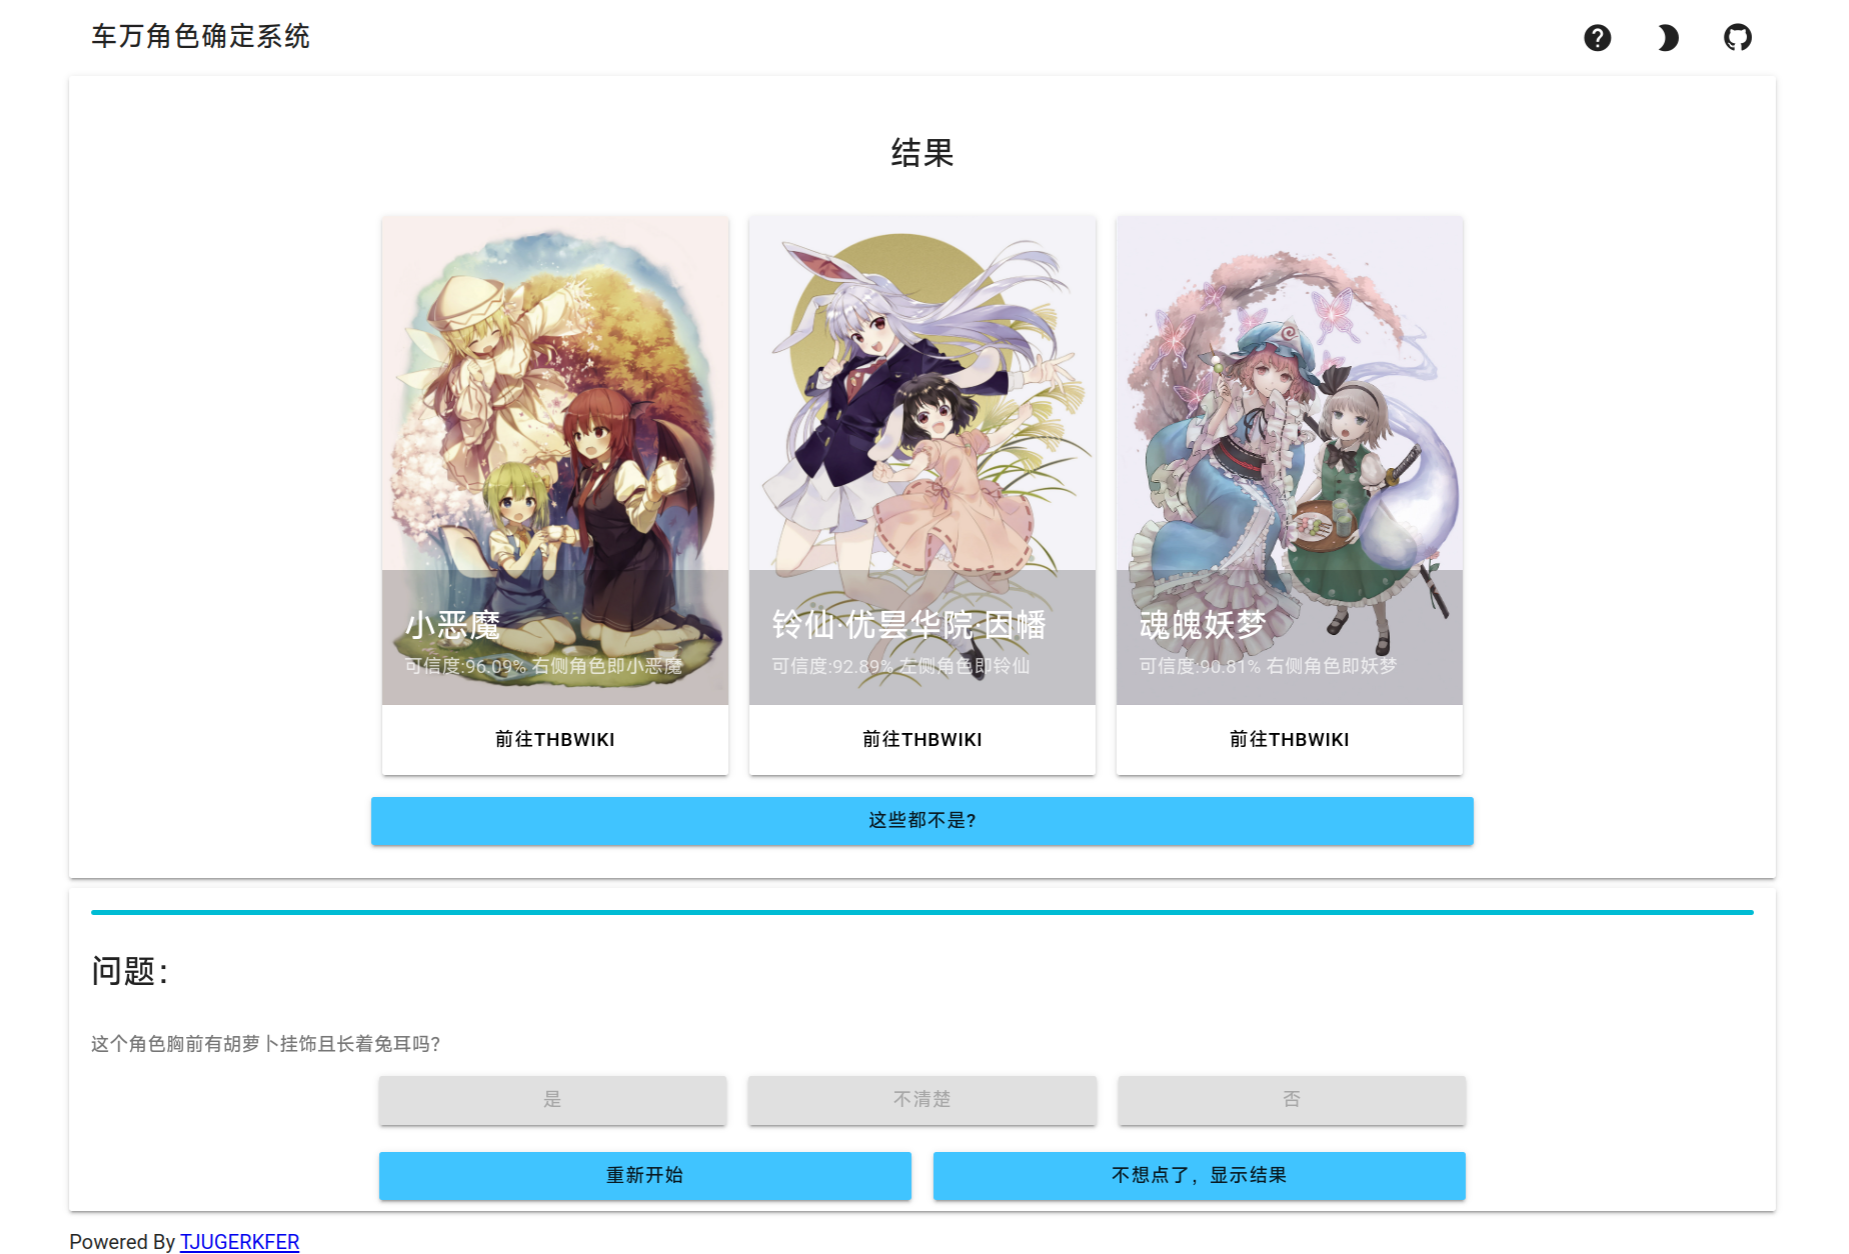 车万角色确定系统
结果
小恶魔
可信度:96.09% 右侧角色即小恶魔
前往THBWIKI
铃仙·优昙华院·因幡
可信度:92.89% 左侧角色即铃仙
前往THBWIKI
魂魄妖梦
可信度:90.81% 右侧角色即妖梦
前往THBWIKI
这些都不是?
问题：
这个角色胸前有胡萝卜挂饰且长着兔耳吗?
是
不清楚
否
重新开始
不想点了，显示结果
Powered By TJUGERKFER